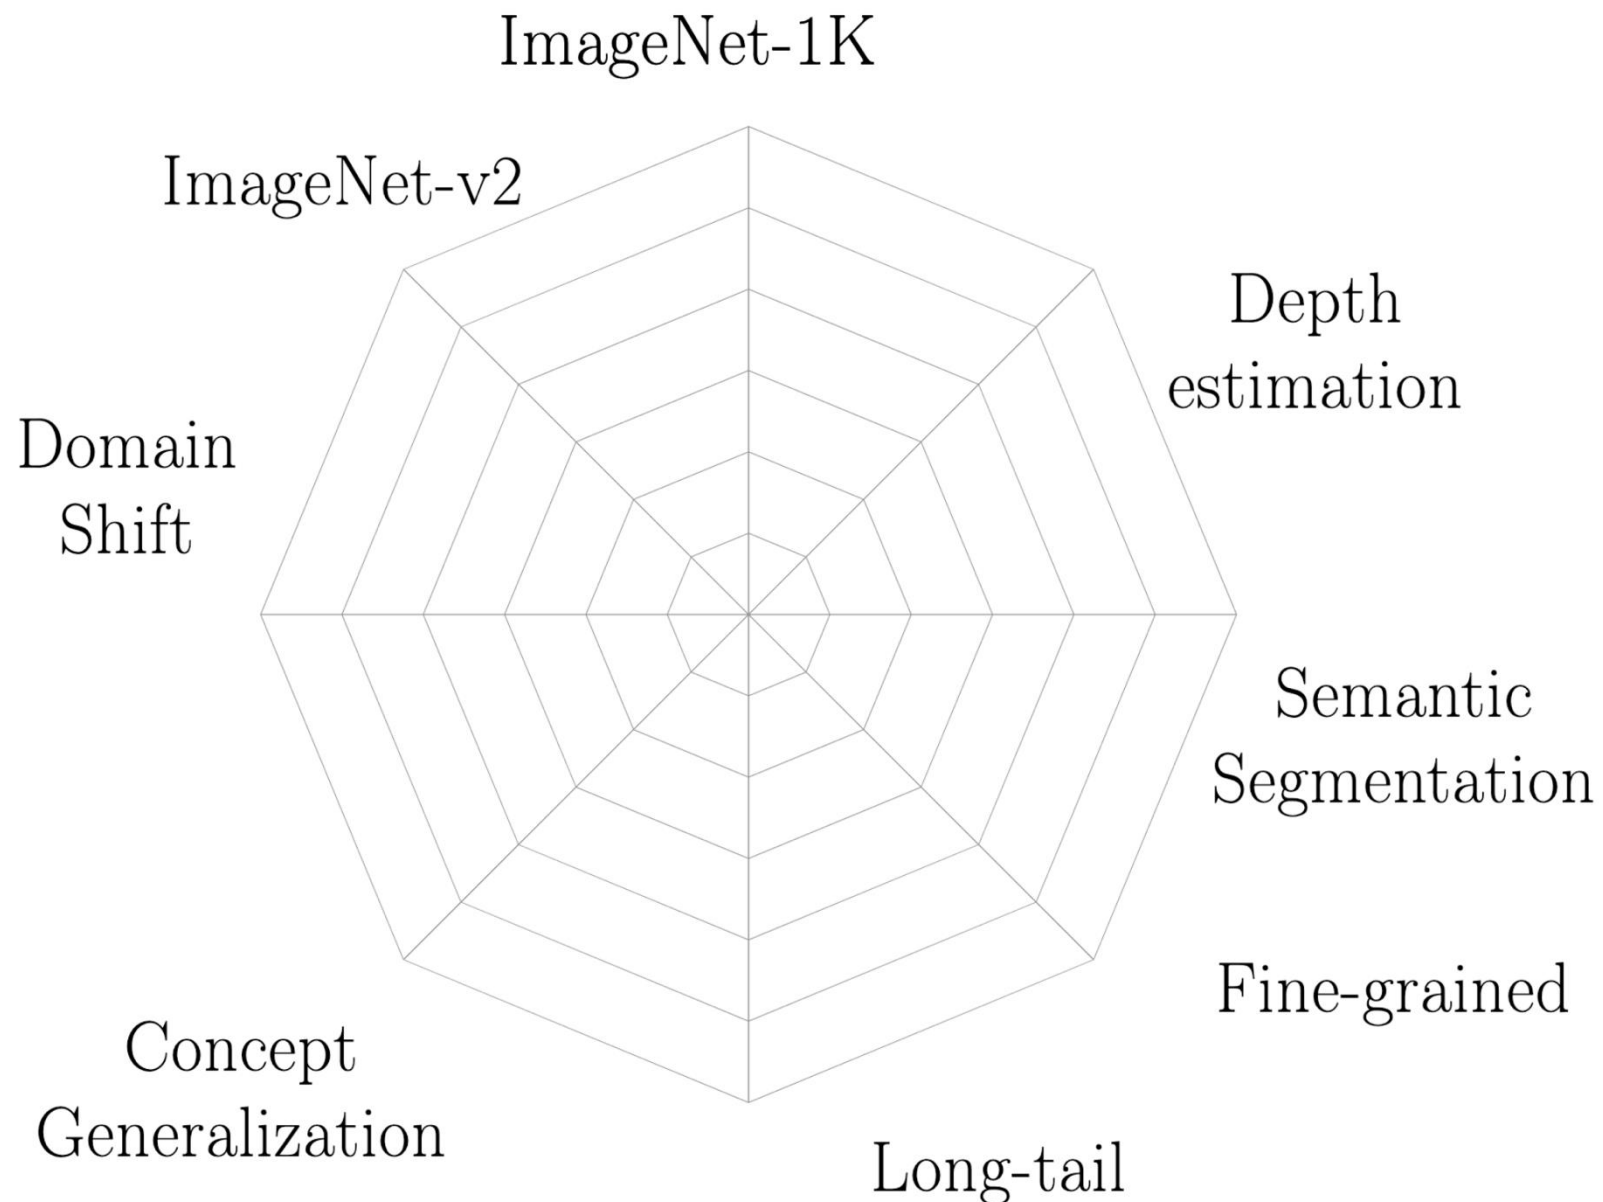 ImageNet-1K
ImageNet-v2
Depth
estimation
Domain
Shift
Semantic
Segmentation
Fine-grained
Concept
Generalization
Long-tail